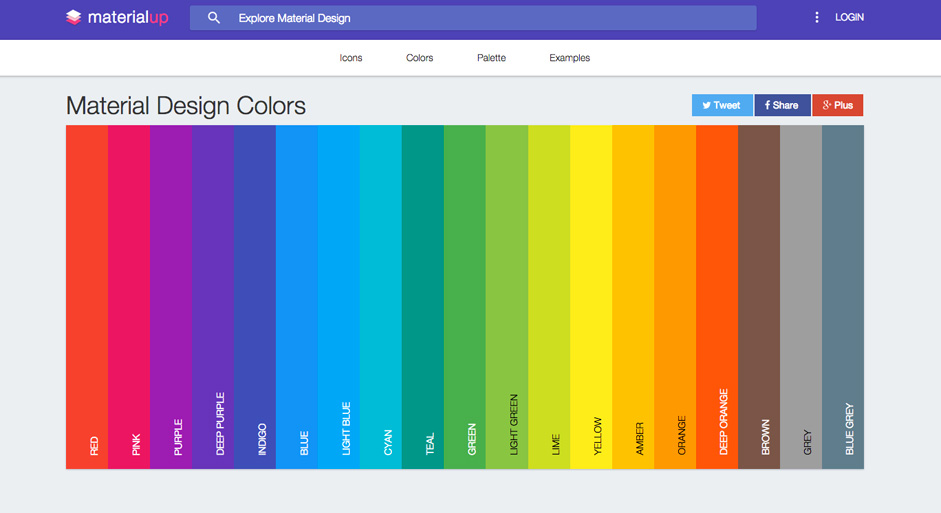 materialup
Explore Material Design
LOGIN
Icons
Colors
Palette
Examples
Material Design Colors
Tweet
Share
Plus
RED
PINK
PURPLE
DEEP PURPLE
INDIGO
BLUE
LIGHT BLUE
CYAN
TEAL
GREEN
LIGHT GREEN
LIME
YELLOW
AMBER
ORANGE
DEEP ORANGE
BROWN
GREY
BLUE GREY